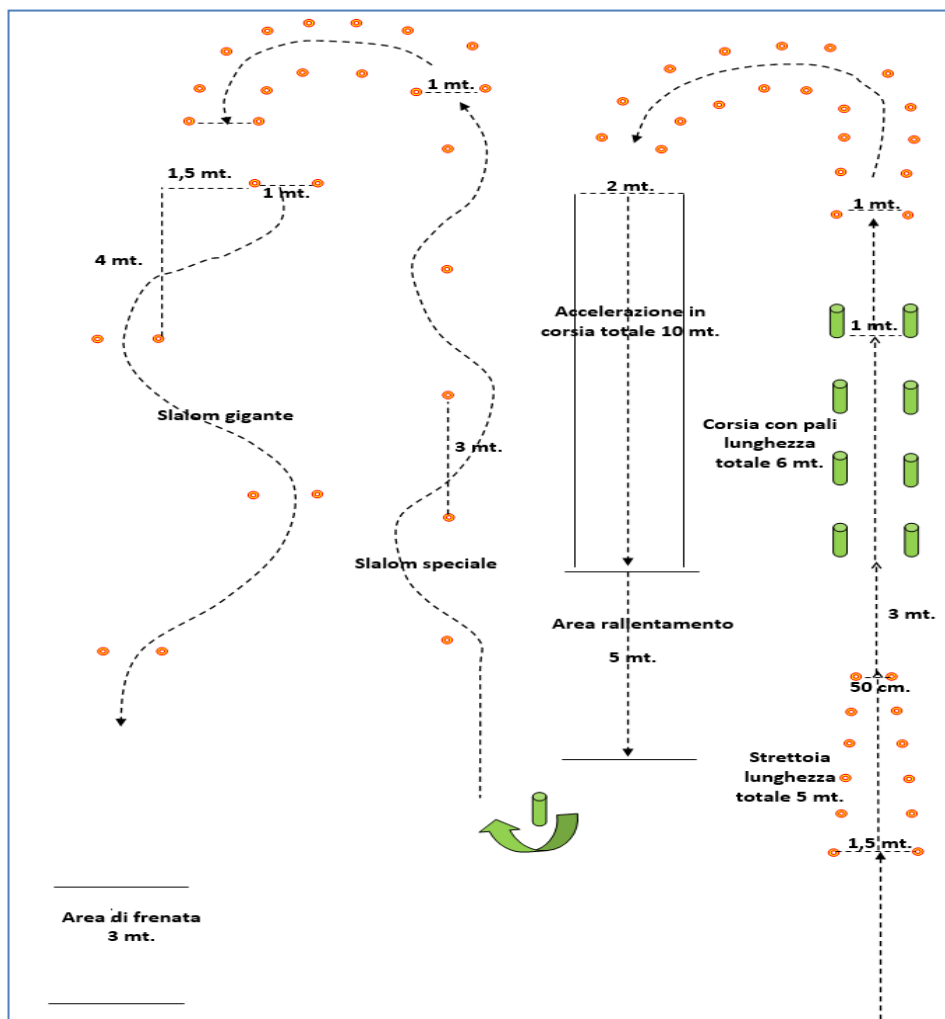 1 mt.
1,5 mt.
1 mt.
4 mt.
Slalom gigante
3 mt.
Slalom speciale
Area di frenata
3 mt.
2 mt.
Accelerazione in
corsia totale 10 mt.
Area rallentamento
5 mt.
1 mt.
1 mt.
Corsia con pali
lunghezza
totale 6 mt.
3 mt.
50 cm.
Strettoia
lunghezza
totale 5 mt.
1,5 mt.